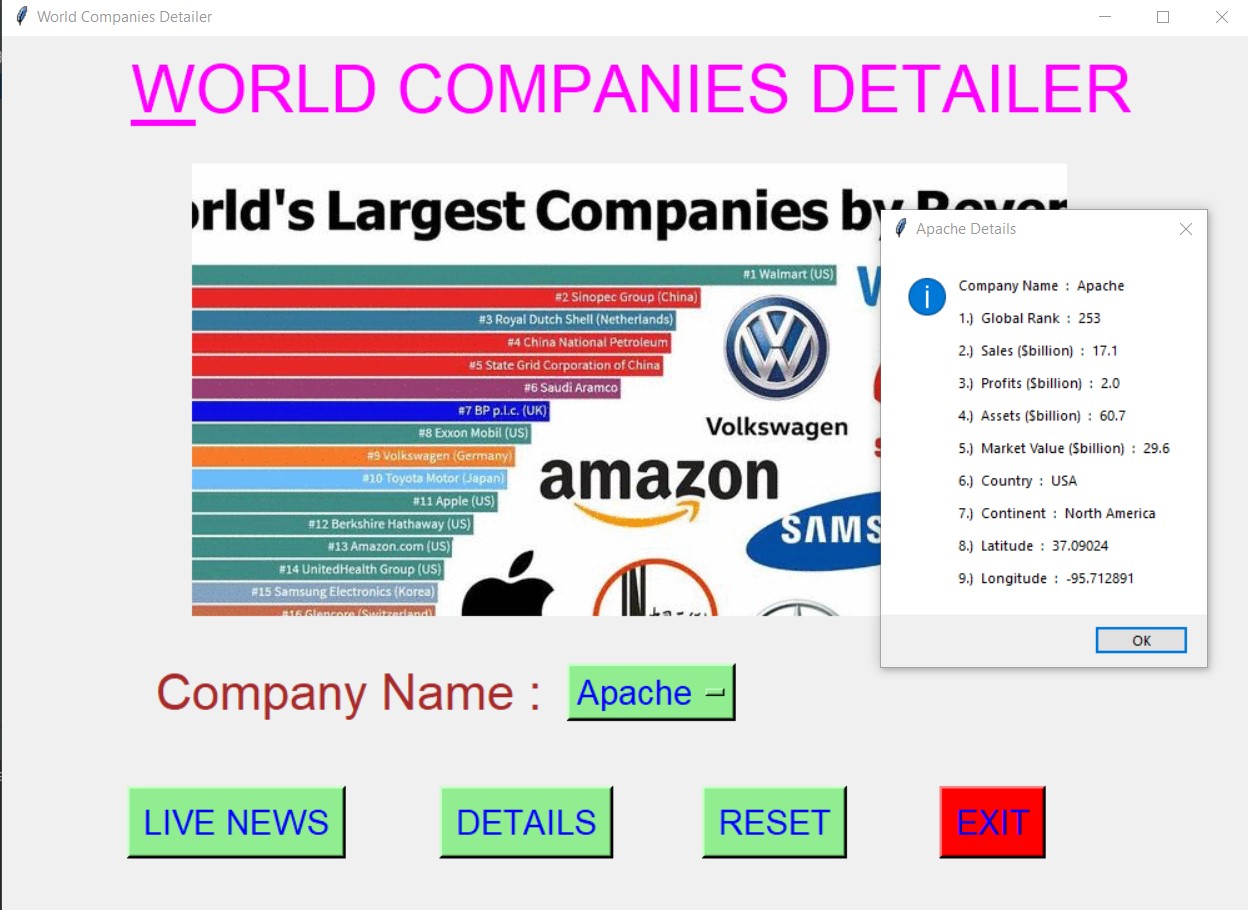 World Companies Detailer
WORLD COMPANIES DETAILER
orld's Largest Companies by Rever
#1 Walmart (US)
#2 Sinopec Group (China)
#3 Royal Dutch Shell (Netherlands)
#4 China National Petroleum
#5 State Grid Corporation of China
#6 Saudi Aramco
#7 BP p.l.c. (UK)
#8 Exxon Mobil (US)
#9 Volkswagen (Germany)
#10 Toyota Motor (Japan)
#11 Apple (US)
#12 Berkshire Hathaway (US)
#13 Amazon.com (US)
#14 UnitedHealth Group (US)
#15 Samsung Electronics (Korea)
#16 Glencore (Switzerland)
Volkswagen
amazon
SAMS
Apache Details
Company Name : Apache
1.) Global Rank : 253
2.) Sales ($billion) : 17.1
3.) Profits ($billion) : 2.0
4.) Assets ($billion) : 60.7
5.) Market Value ($billion) : 29.6
6.) Country : USA
7.) Continent : North America
8.) Latitude : 37.09024
9.) Longitude : -95.712891
OK
Company Name : Apache
LIVE NEWS DETAILS RESET EXIT